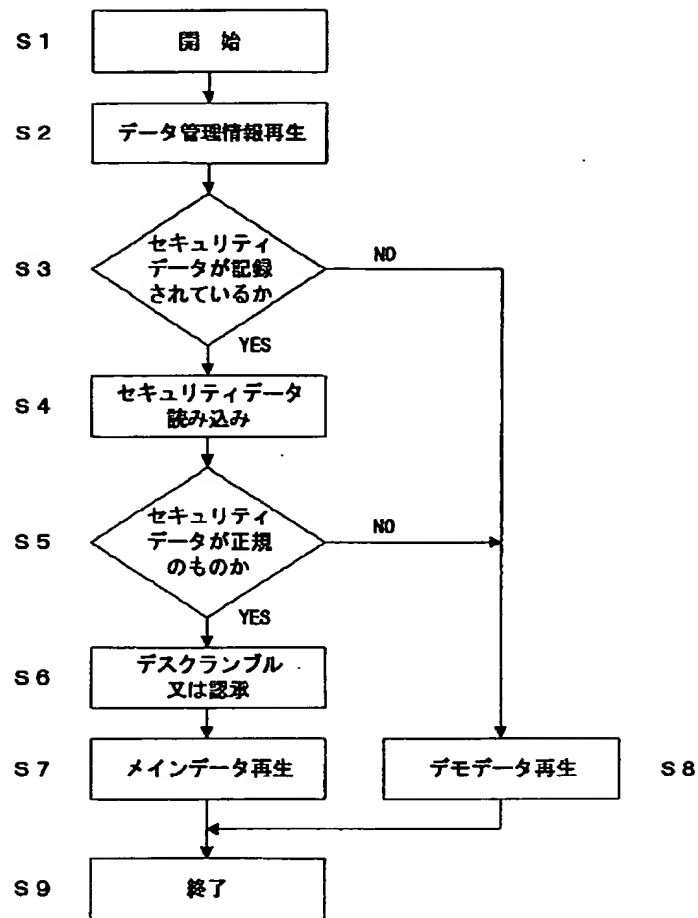 S1
開 始
S2
データ管理情報再生
S3
セキュリティ
データが記録
されているか
NO
YES
S4
セキュリティデータ
読み込み
S5
セキュリティ
データが正規
のものか
NO
YES
S6
デスクランブル
又は認承
S7
メインデータ再生
デモデータ再生
S8
S9
終了